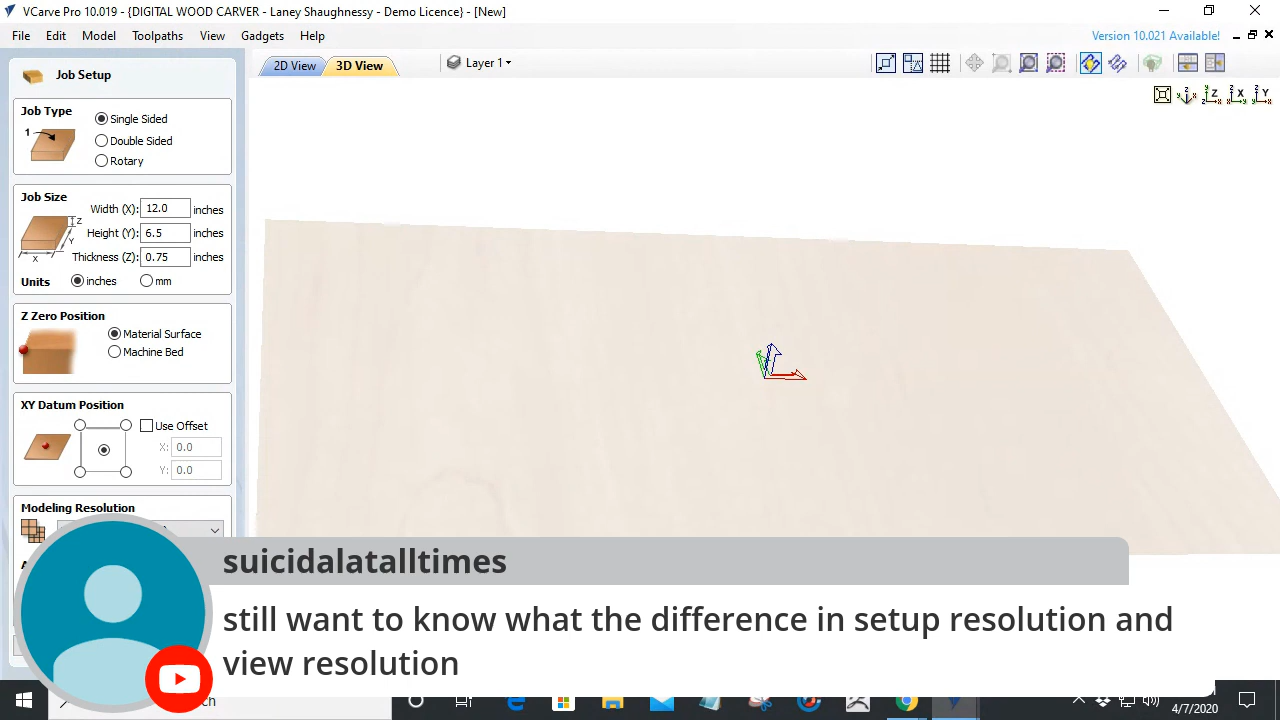 VCarve Pro 10.019 - {DIGITAL WOOD CARVER - Laney Shaughnessy - Demo Licence} - [New]
File Edit Model Toolpaths View Gadgets Help Version 10.021 Available!
Job Setup
2D View 3D View Layer 1
Z X Y
Job Type
Single Sided
Double Sided
Rotary
1
Job Size
Width (X): 12.0 inches
Height (Y): 6.5 inches
Thickness (Z): 0.75 inches
Z
Y
X
Units inches mm
Z Zero Position
Material Surface
Machine Bed
XY Datum Position
Use Offset
X: 0.0
Y: 0.0
Modeling Resolution
suicidalatalltimes
still want to know what the difference in setup resolution and
view resolution
4/7/2020